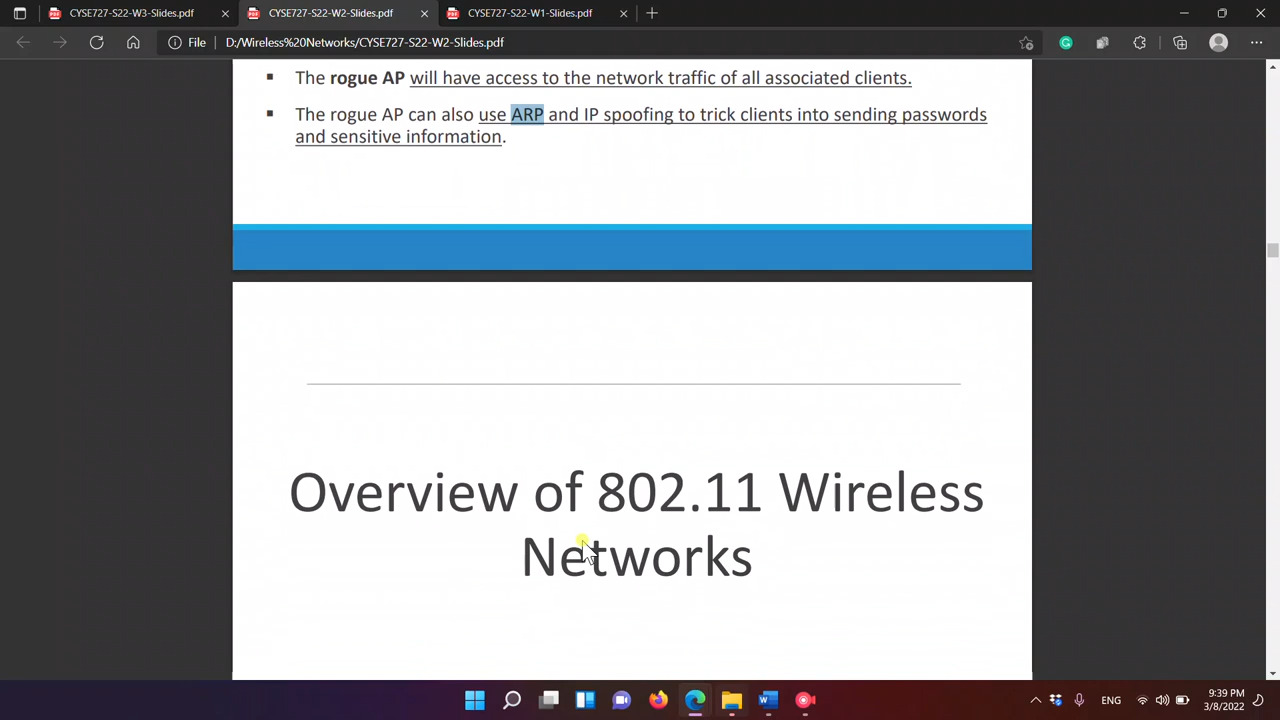 CYSE727-S22-W3-Slides.pdf
CYSE727-S22-W2-Slides.pdf
CYSE727-S22-W1-Slides.pdf
File
D:/Wireless%20Networks/CYSE727-S22-W2-Slides.pdf
▪ The rogue AP will have access to the network traffic of all associated clients.
▪ The rogue AP can also use ARP and IP spoofing to trick clients into sending passwords
and sensitive information.
Overview of 802.11 Wireless
Networks
ENG
9:39 PM
3/8/2022